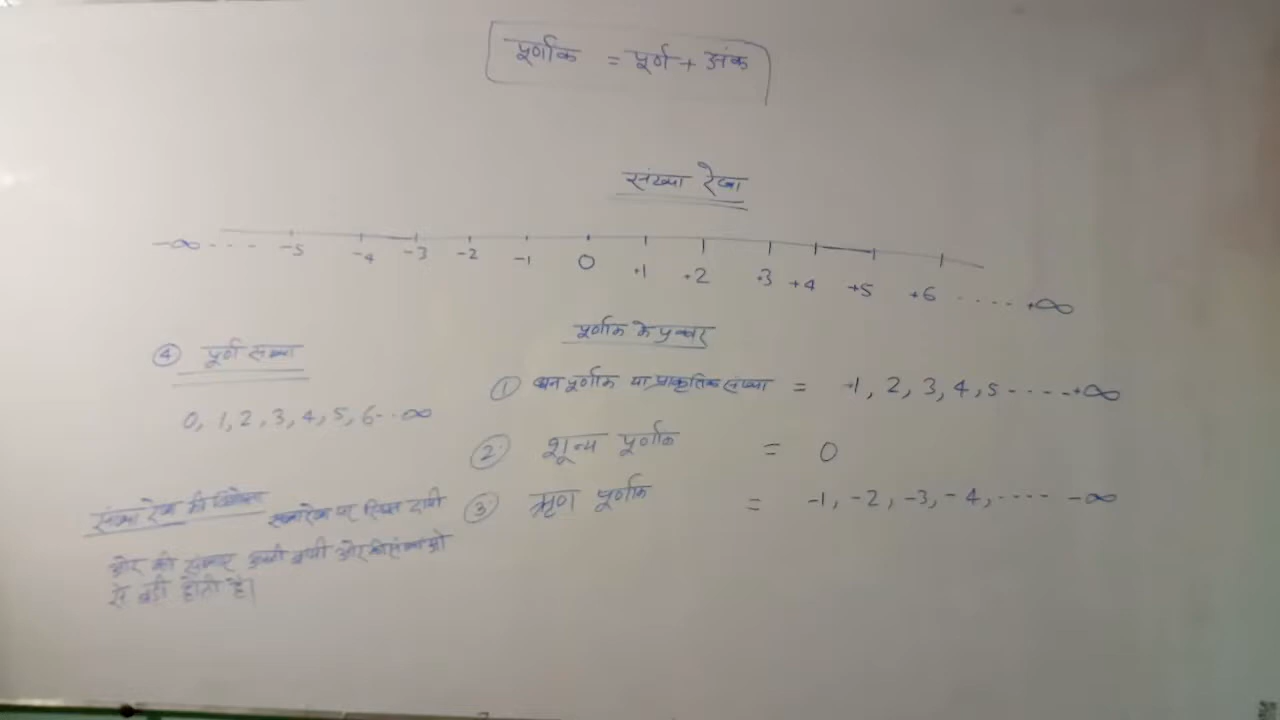 पूर्णांक = पूर्ण + अंक
संख्या रेखा
-∞ .... -5 -4 -3 -2 -1 0 +1 +2 +3 +4 +5 +6 ..... +∞
पूर्णांक के प्रकार
① धन पूर्णांक या प्राकृतिक संख्या = +1, 2, 3, 4, 5 ..... +∞
② शून्य पूर्णांक = 0
③ ऋण पूर्णांक = -1, -2, -3, -4, .... -∞
④ पूर्ण संख्या
0, 1, 2, 3, 4, 5, 6 .. ∞
संख्या रेखा की विशेषता संख्या रेखा पर स्थित दायी
ओर की संख्याए बायी ओर की संख्याओ
से बडी होती है।